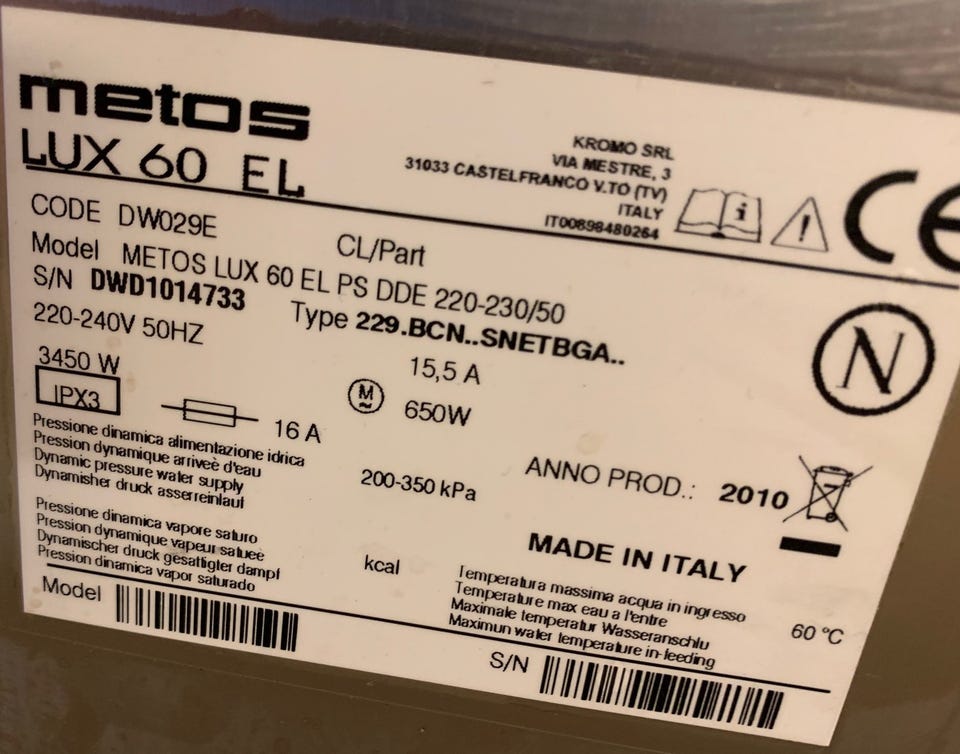 metos
LUX 60 EL
KROMO SRL
VIA MESTRE, 3
31033 CASTELFRANCO V.TO (TV)
ITALY
IT00898480264
i
!
CE
CODE DW029E
CL/Part
Model METOS LUX 60 EL PS DDE 220-230/50
S/N DWD1014733
Type 229.BCN..SNETBGA..
220-240V 50HZ
15,5 A
N
3450 W
M
~
650W
IPX3
16 A
Pressione dinamica alimentazione idrica
Pression dynamique arriveè d'eau
Dynamic pressure water supply
Dynamisher druck asserreinlaul
200-350 kPa
ANNO PROD.: 2010
MADE IN ITALY
Pressione dinamica vapore saturo
Pression dynamique vapeur satueè
Dynamischer druck gesattigter dampf
Pression dinamica vapor saturado
kcal
Temperatura massima acqua in ingresso
Temperature max eau a l'entre
Maximale temperatur Wasseranschlu
Maximun water temperature in-feeding
60 °C
Model
S/N